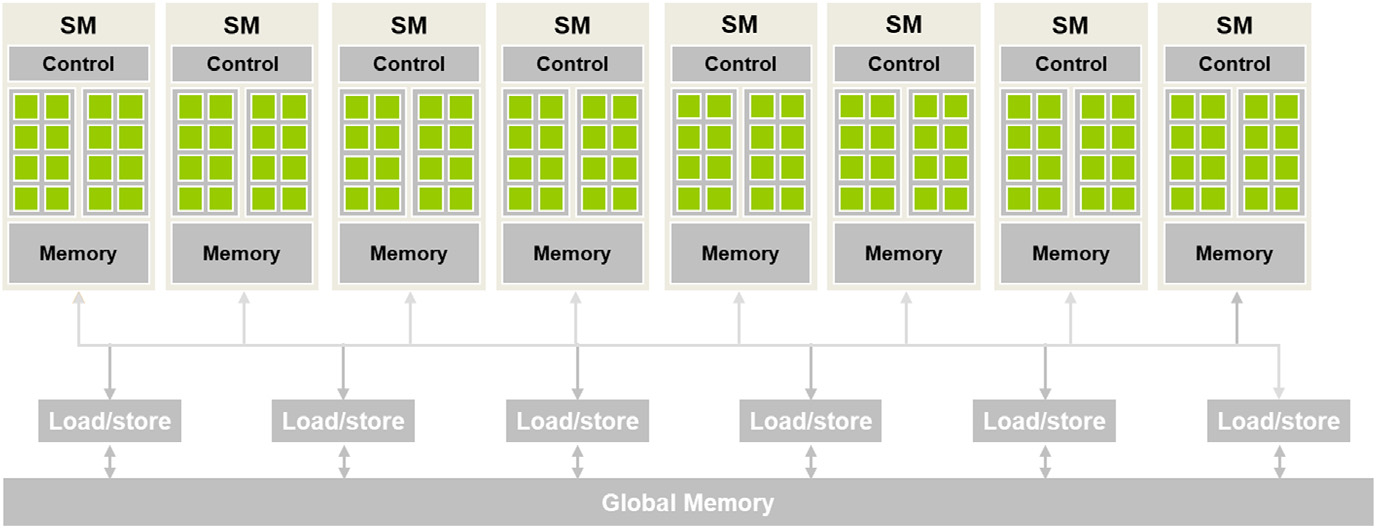 SM SM SM SM SM SM SM SM
Control Control Control Control Control Control Control Control
Memory Memory Memory Memory Memory Memory Memory Memory
Load/store Load/store Load/store Load/store Load/store Load/store
Global Memory